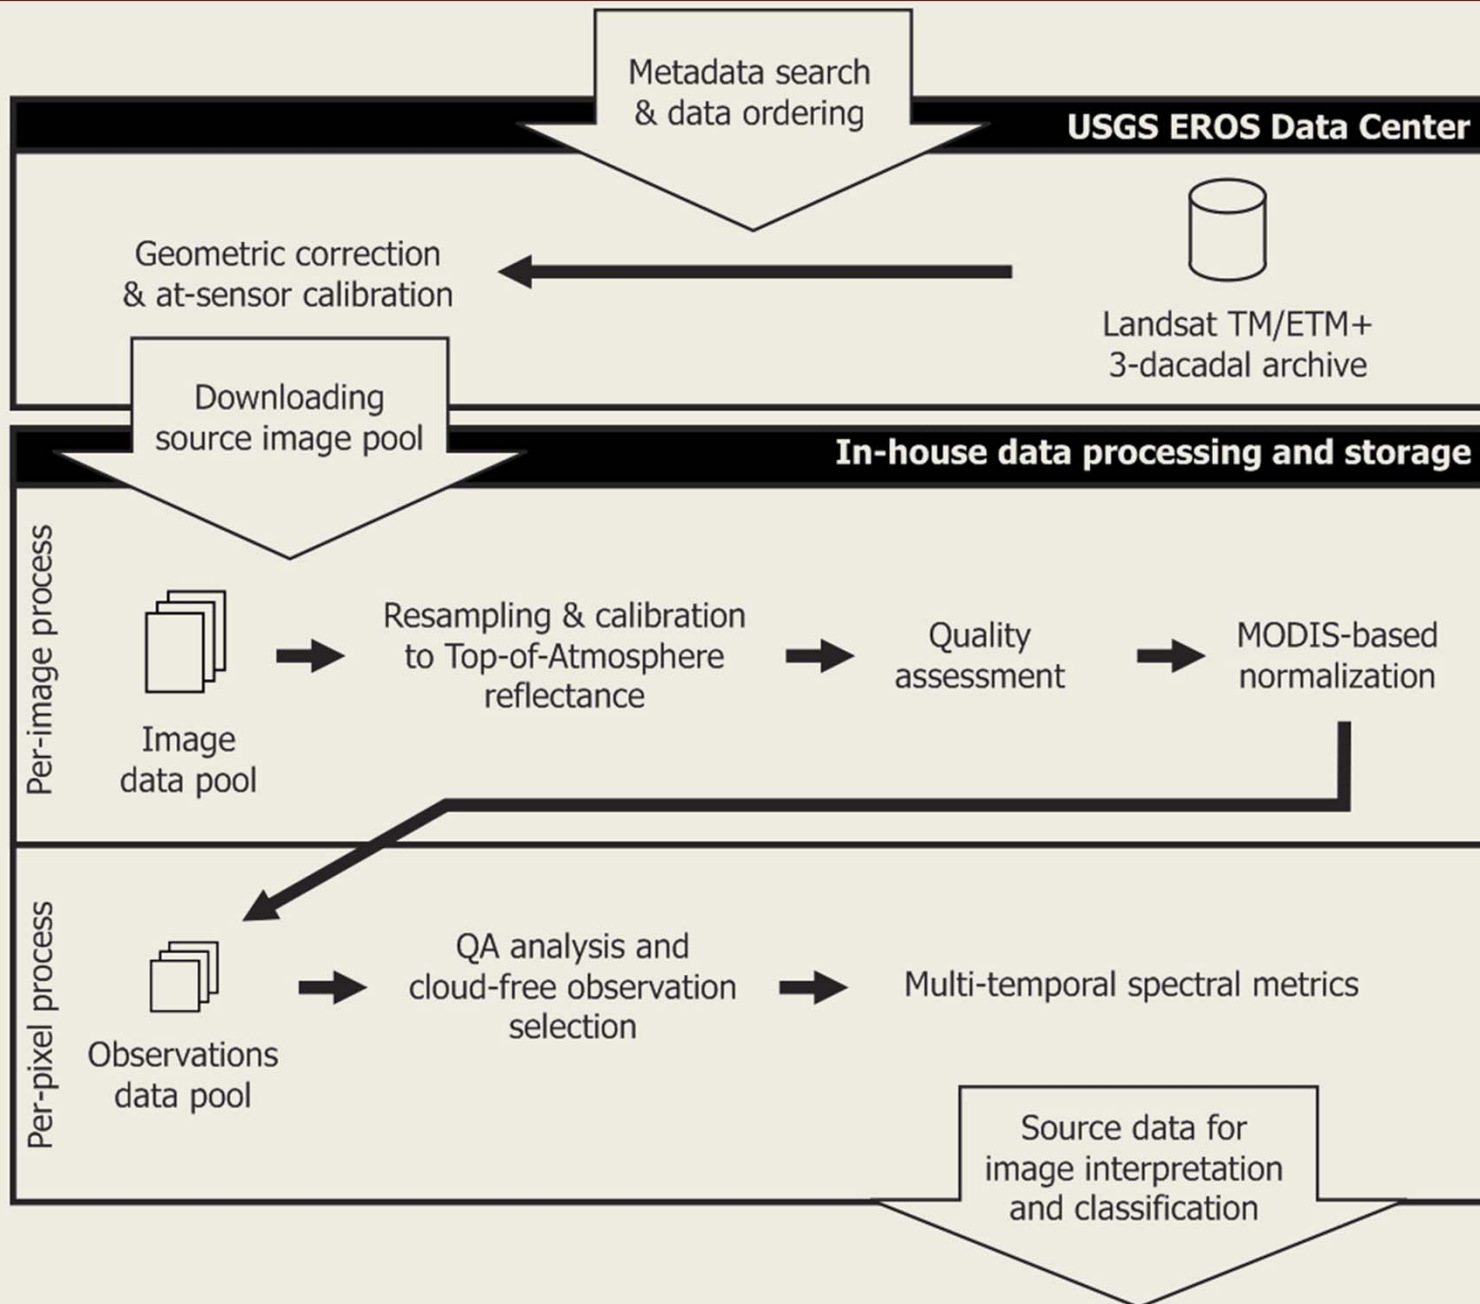 Metadata search
& data ordering
USGS EROS Data Center
Geometric correction
& at-sensor calibration
Landsat TM/ETM+
3-dacadal archive
Downloading
source image pool
In-house data processing and storage
Per-image process
Image
data pool
Resampling & calibration
to Top-of-Atmosphere
reflectance
Quality
assessment
MODIS-based
normalization
Per-pixel process
Observations
data pool
QA analysis and
cloud-free observation
selection
Multi-temporal spectral metrics
Source data for
image interpretation
and classification